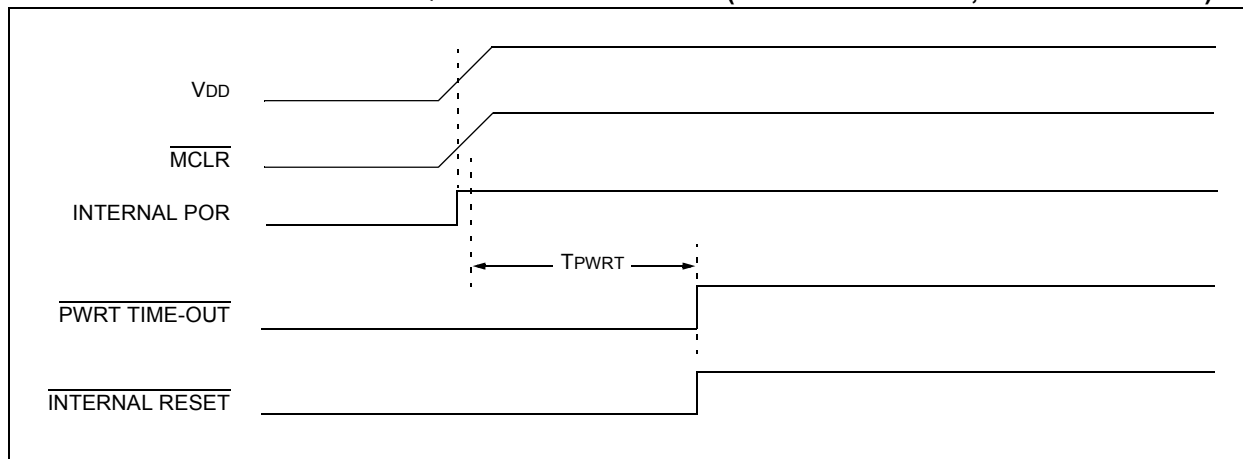 VDD
MCLR
INTERNAL POR
TPWRT
PWRT TIME-OUT
INTERNAL RESET